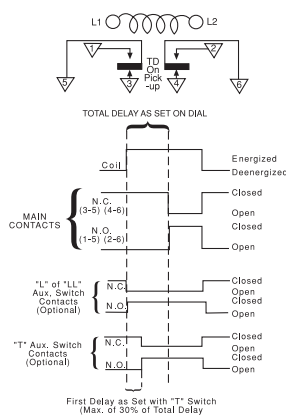 L1 L2
1 2
TD
On
Pick
-up
5 3 4 6
TOTAL DELAY AS SET ON DIAL
Coil
Energized
Deenergized
MAIN
CONTACTS
N.C.
(3-5) (4-6)
Closed
Open
N.O.
(1-5) (2-6)
Closed
Open
"L" of "LL"
Aux, Switch
Contacts
(Optional)
N.C.
Closed
Open
N.O.
Closed
Open
"T" Aux. Switch
Contacts
(Optional)
N.C.
Closed
Open
N.O.
Closed
Open
First Delay as Set with "T" Switch
(Max. of 30% of Total Delay